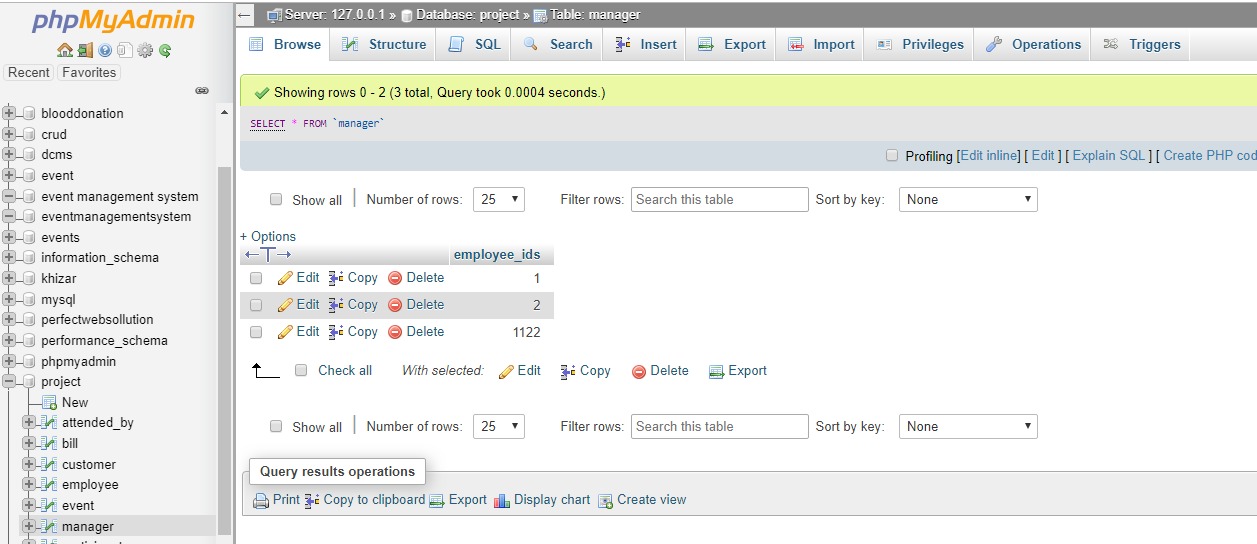 phpMyAdmin
Recent Favorites
blooddonation
crud
dcms
event
event management system
eventmanagementsystem
events
information_schema
khizar
mysql
perfectwebsollution
performance_schema
phpmyadmin
project
New
attended_by
bill
customer
employee
event
manager
Server: 127.0.0.1 » Database: project » Table: manager
Browse Structure SQL Search Insert Export Import Privileges Operations Triggers
Showing rows 0 - 2 (3 total, Query took 0.0004 seconds.)
SELECT * FROM `manager`
Profiling [Edit inline] [ Edit ] [ Explain SQL ] [ Create PHP cod
Show all Number of rows: 25 Filter rows: Search this table Sort by key: None
+ Options
employee_ids
Edit Copy Delete 1
Edit Copy Delete 2
Edit Copy Delete 1122
Check all With selected: Edit Copy Delete Export
Show all Number of rows: 25 Filter rows: Search this table Sort by key: None
Query results operations
Print Copy to clipboard Export Display chart Create view